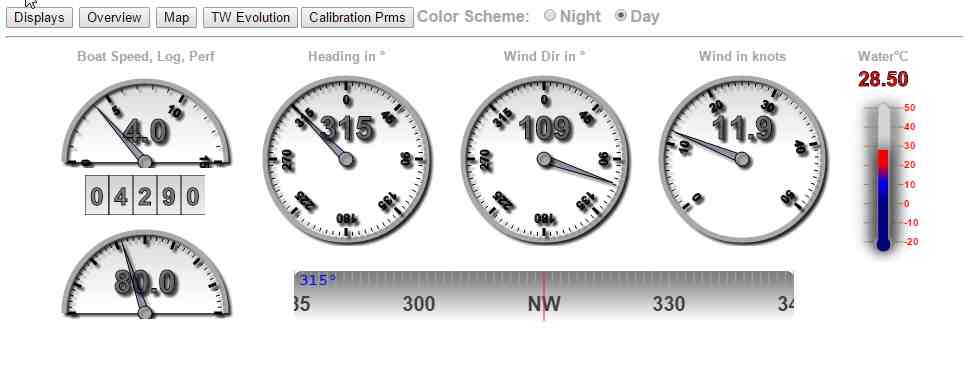 Displays Overview Map TW Evolution Calibration Prms Color Scheme: Night Day
Boat Speed, Log, Perf
0 5 10 15
4.0
04290
80.0
Heading in °
0 45 90 135 180 225 270 315
315
Wind Dir in °
0 45 90 135 180 225 270 315
109
Wind in knots
0 10 20 30 40 50
11.9
Water°C
28.50
50
40
30
20
10
0
-10
-20
315°
85 300 NW 330 34